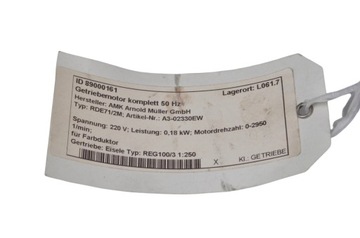 ID 89000161 Lagerort: L061.7
Getriebemotor komplett 50 Hz
Hersteller: AMK Arnold Müller GmbH
Typ: RDE71/2M; Artikel-Nr.: A3-02330EW
Spannung: 220 V; Leistung: 0,18 kW; Motordrehzahl: 0-2950
1/min;
für Farbduktor
Gertriebe: Eisele Typ: REG100/3 1:250
X KL. GETRIEBE